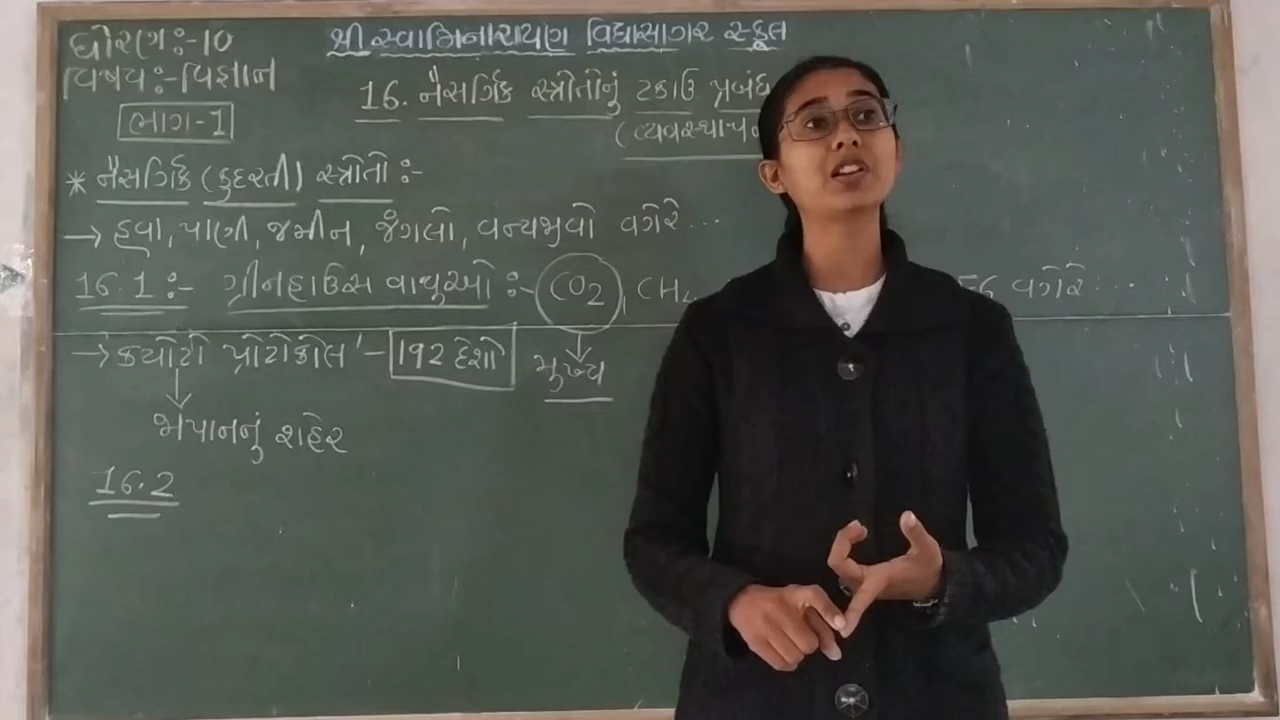 ધોરણ:-10
શ્રી સ્વામિનારાયણ વિદ્યાસાગર સ્કૂલ
વિષય:-વિજ્ઞાન
16. નૈસર્ગિક સ્ત્રોતોનું ટકાઉ પ્રબંધ
(વ્યવસ્થાપન
ભાગ-1
* નૈસર્ગિક (કુદરતી) સ્ત્રોતો :-
→ હવા, પાણી, જમીન, જંગલો, વન્યજીવો વગેરે...
16.1:- ગ્રીનહાઉસ વાયુઓ :- CO2, CH4 F6 વગેરે...
→ ક્યોટો પ્રોટોકોલ' - 192 દેશો મુખ્ય
જાપાનનું શહેર
16.2